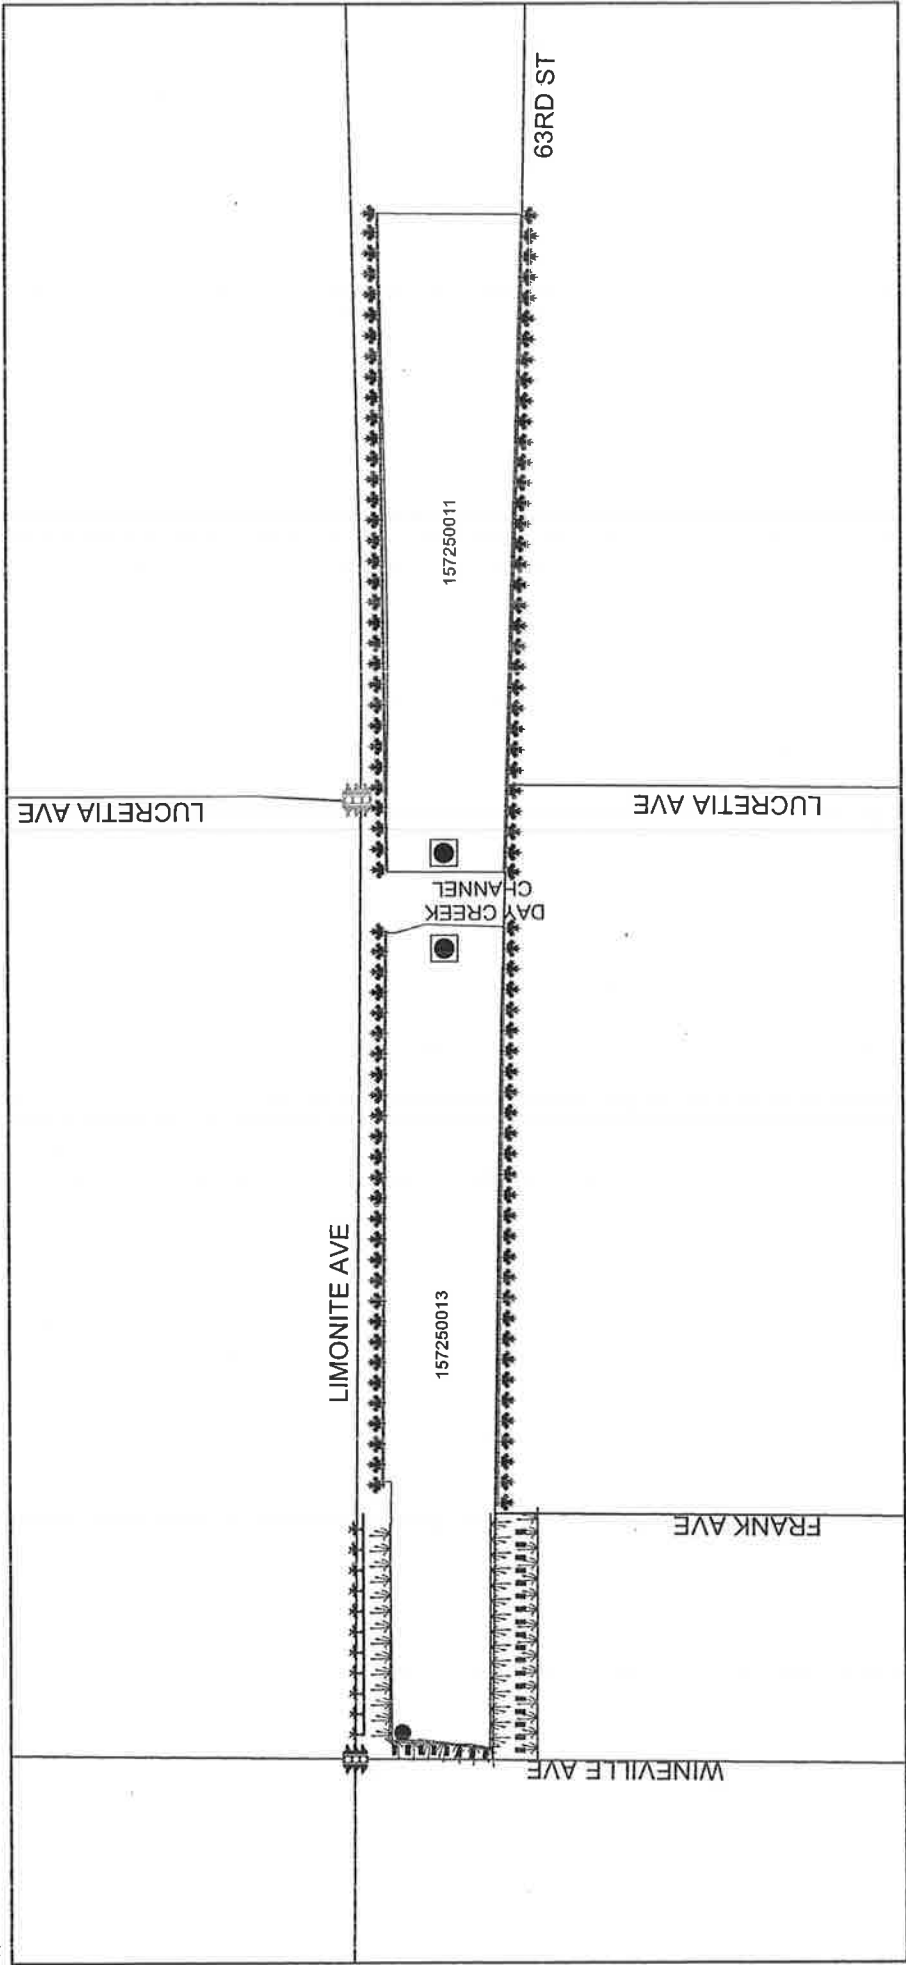 63RD ST
157250011
LUCRETIA AVE
LUCRETIA AVE
DAY CREEK
CHANNEL
LIMONITE AVE
157250013
FRANK AVE
WINEVILLE AVE